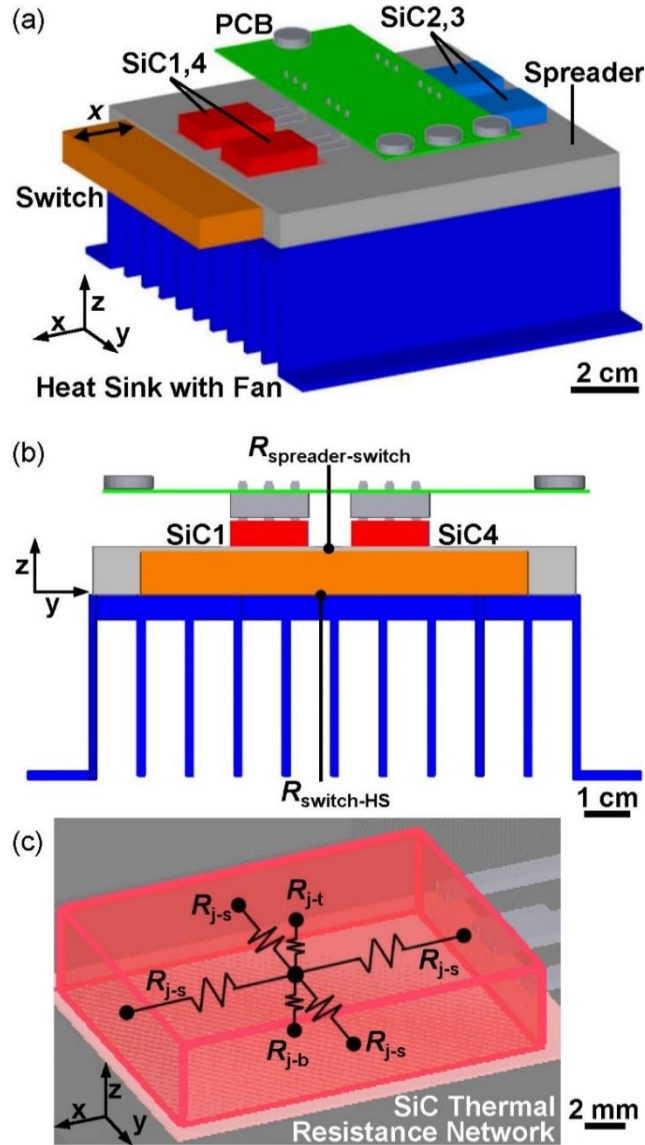 (a)
PCB
SiC2,3
SiC1,4
Spreader
x
Switch
z
x
y
Heat Sink with Fan
2 cm
(b)
Rspreader-switch
SiC1
SiC4
z
y
Rswitch-HS
1 cm
(c)
Rj-s
Rj-t
Rj-s
Rj-s
Rj-b
Rj-s
z
x
y
SiC Thermal
Resistance Network
2 mm